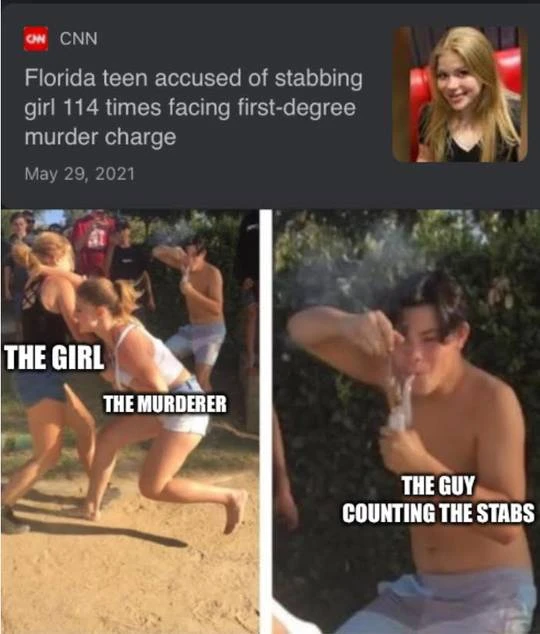 CNN CNN
Florida teen accused of stabbing
girl 114 times facing first-degree
murder charge
May 29, 2021
THE GIRL
THE MURDERER
THE GUY
COUNTING THE STABS